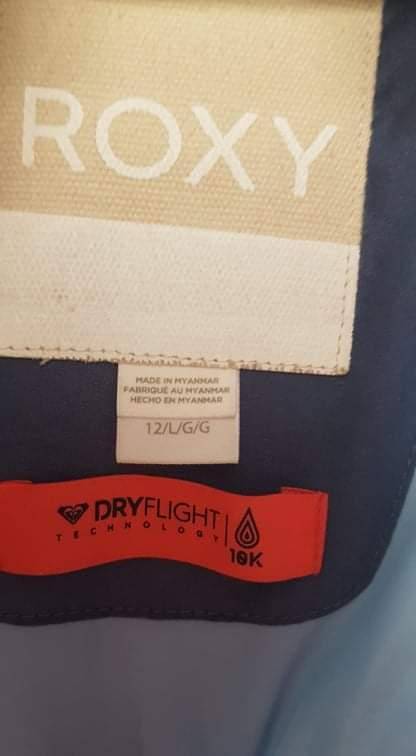 ROXY
MADE IN MYANMAR
FABRIQUÉ AU MYANMAR
HECHO EN MYANMAR
12/L/G/G
DRYFLIGHT
TECHNOLOGY
10K